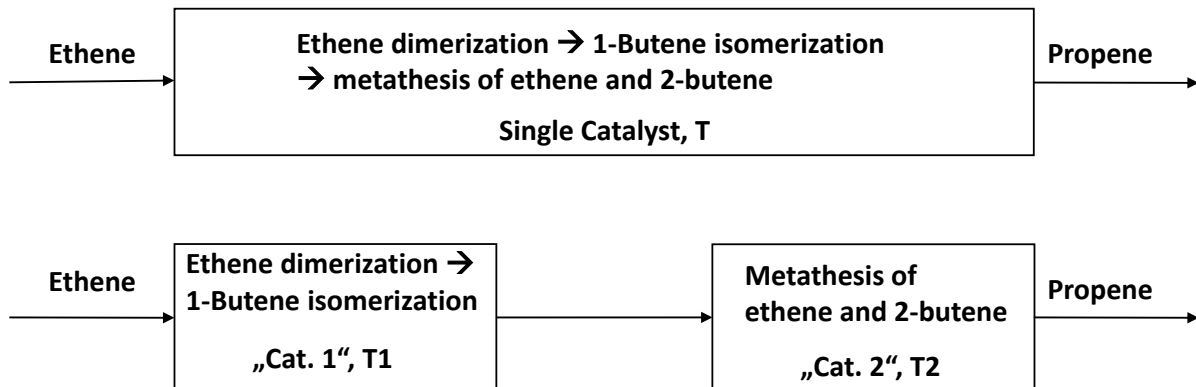 Ethene
Ethene dimerization → 1-Butene isomerization
→ metathesis of ethene and 2-butene
Single Catalyst, T
Propene
Ethene
Ethene dimerization →
1-Butene isomerization
„Cat. 1“, T1
Metathesis of
ethene and 2-butene
„Cat. 2“, T2
Propene